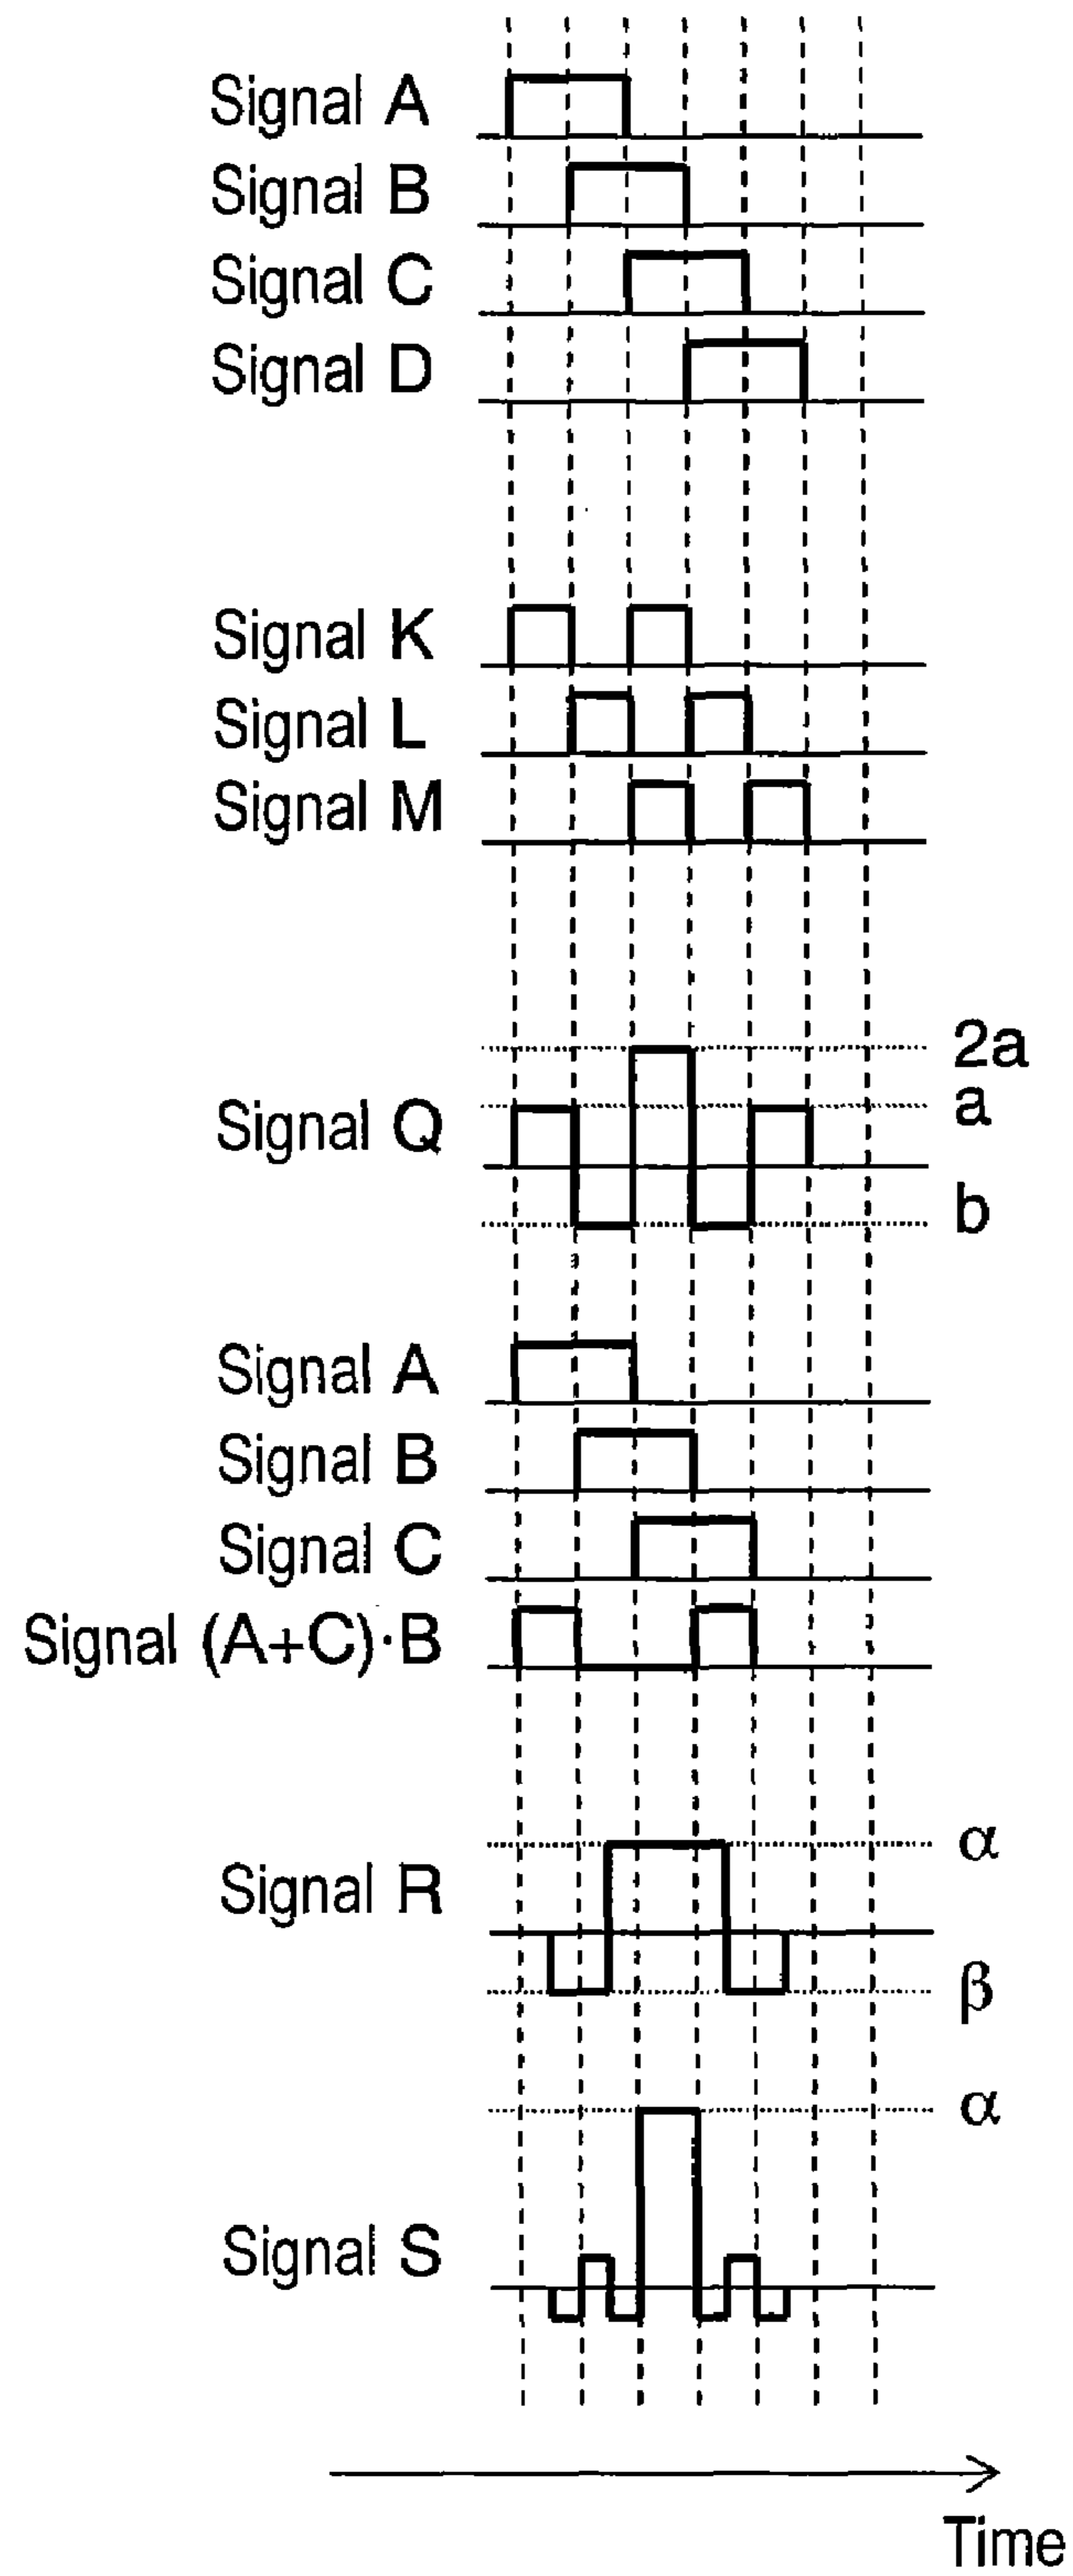 Signal A
Signal B
Signal C
Signal D
Signal K
Signal L
Signal M
2a
a
Signal Q
b
Signal A
Signal B
Signal C
Signal (A+C)·B
α
Signal R
β
α
Signal S
Time